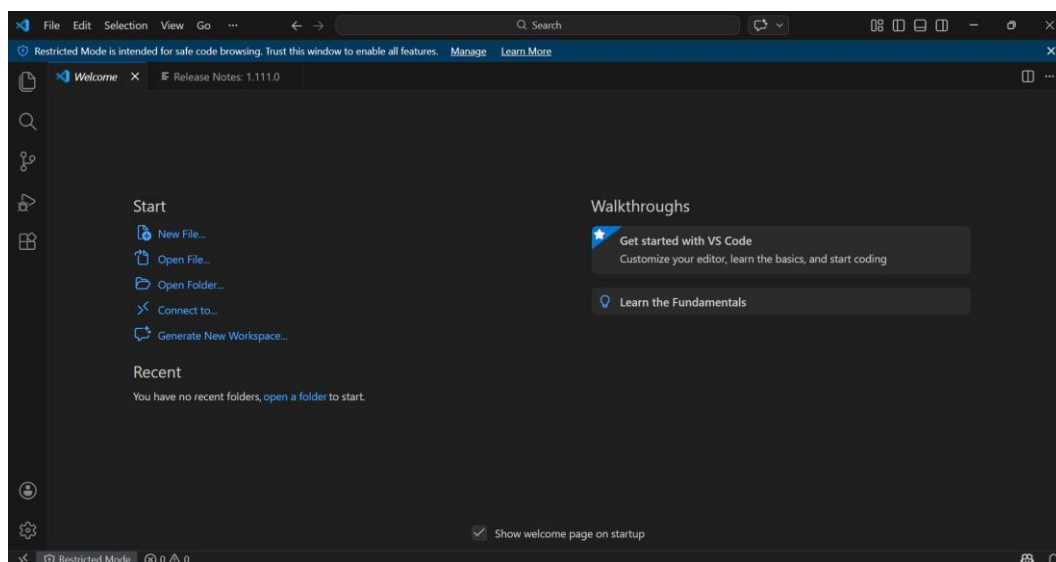 File Edit Selection View Go ··· Search
Restricted Mode is intended for safe code browsing. Trust this window to enable all features. Manage Learn More
Welcome Release Notes: 1.111.0
Start
New File...
Open File...
Open Folder...
Connect to...
Generate New Workspace...
Recent
You have no recent folders, open a folder to start.
Walkthroughs
Get started with VS Code
Customize your editor, learn the basics, and start coding
Learn the Fundamentals
Show welcome page on startup
Restricted Mode 0 0